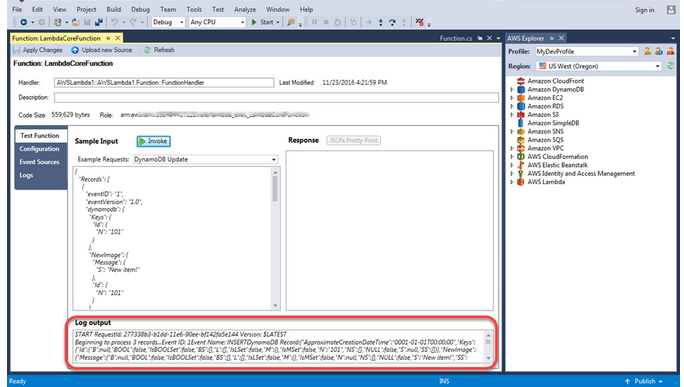 File Edit View Project Build Debug Team Tools Test Analyze Window Help Sign in
Debug Any CPU Start
Function: LambdaCoreFunction Function.cs AWS Explorer
Apply Changes Upload new Source Refresh Profile: MyDevProfile
Function: LambdaCoreFunction Region: US West (Oregon)
Handler: AWSLambda1::AWSLambda1.Function::FunctionHandler Last Modified: 11/23/2016 4:21:59 PM
Description:
Code Size: 559,629 bytes Role:
Test Function
Configuration
Event Sources
Logs
Sample Input Invoke
Example Requests: DynamoDB Update
{
"Records": [
{
"eventID": "1",
"eventVersion": "1.0",
"dynamodb": {
"Keys": {
"Id": {
"N": "101"
}
},
"NewImage": {
"Message": {
"S": "New item!"
},
"Id": {
"N": "101"
}
Response JSON Pretty Print
Log output
START RequestId: 277338b3-b1dd-11e6-90ee-bf142fa5e144 Version: $LATEST
Beginning to process 3 records...Event ID: 1Event Name: INSERTDynamoDB Record:{"ApproximateCreationDateTime":"0001-01-01T00:00:00","Keys":
{"Id":{"B":null,"BOOL":false,"IsBOOLSet":false,"BS":[],"L":[],"IsLSet":false,"M":{},"IsMSet":false,"N":"101","NS":[],"NULL":false,"S":null,"SS":[]}},"NewImage":
{"Message":{"B":null,"BOOL":false,"IsBOOLSet":false,"BS":[],"L":[],"IsLSet":false,"M":{},"IsMSet":false,"N":null,"NS":[],"NULL":false,"S":"New item!","SS":
Amazon CloudFront
Amazon DynamoDB
Amazon EC2
Amazon RDS
Amazon S3
Amazon SimpleDB
Amazon SNS
Amazon SQS
Amazon VPC
AWS CloudFormation
AWS Elastic Beanstalk
AWS Identity and Access Management
AWS Lambda
Ready INS Publish